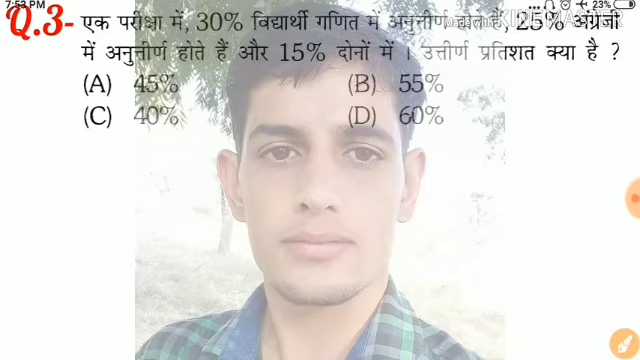 7:53 PM
23%
KINEMASTER
Q.3- एक परीक्षा में, 30% विद्यार्थी गणित में अनुत्तीर्ण होते हैं, 25% अंग्रेजी
में अनुत्तीर्ण होते हैं और 15% दोनों में । उत्तीर्ण प्रतिशत क्या है ?
(A) 45% (B) 55%
(C) 40% (D) 60%